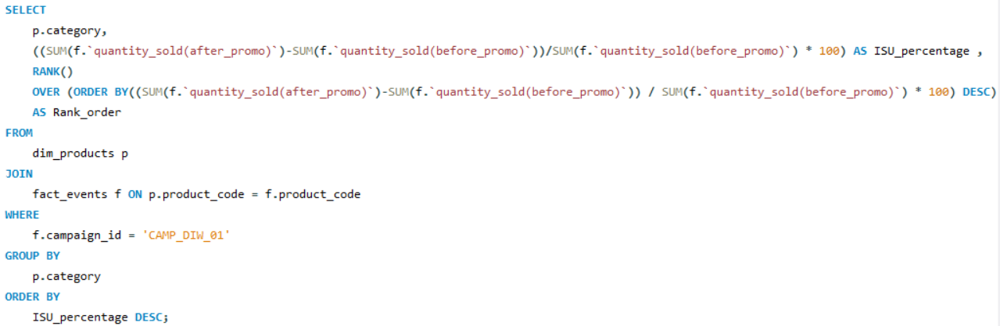 SELECT
p.category,
((SUM(f.`quantity_sold(after_promo)`)-SUM(f.`quantity_sold(before_promo)`))/SUM(f.`quantity_sold(before_promo)`) * 100) AS ISU_percentage ,
RANK()
OVER (ORDER BY((SUM(f.`quantity_sold(after_promo)`)-SUM(f.`quantity_sold(before_promo)`)) / SUM(f.`quantity_sold(before_promo)`) * 100) DESC)
AS Rank_order
FROM
dim_products p
JOIN
fact_events f ON p.product_code = f.product_code
WHERE
f.campaign_id = 'CAMP_DIW_01'
GROUP BY
p.category
ORDER BY
ISU_percentage DESC;